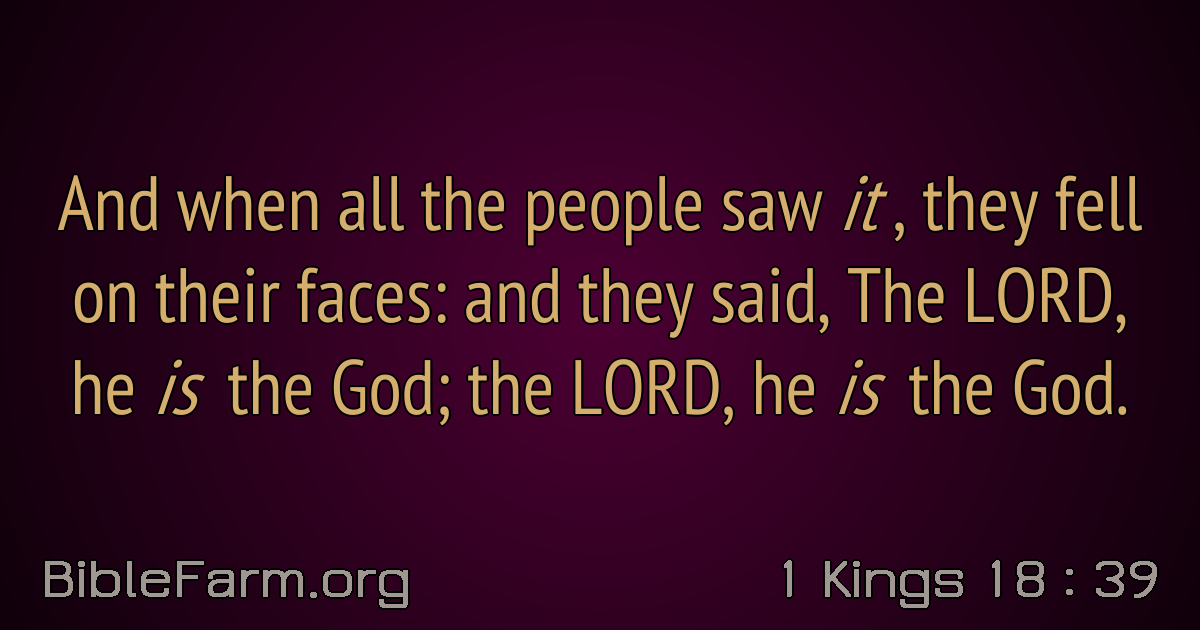 And when all the people saw it , they fell
on their faces: and they said, The LORD,
he is the God; the LORD, he is the God.
BibleFarm.org
1 Kings 18 : 39